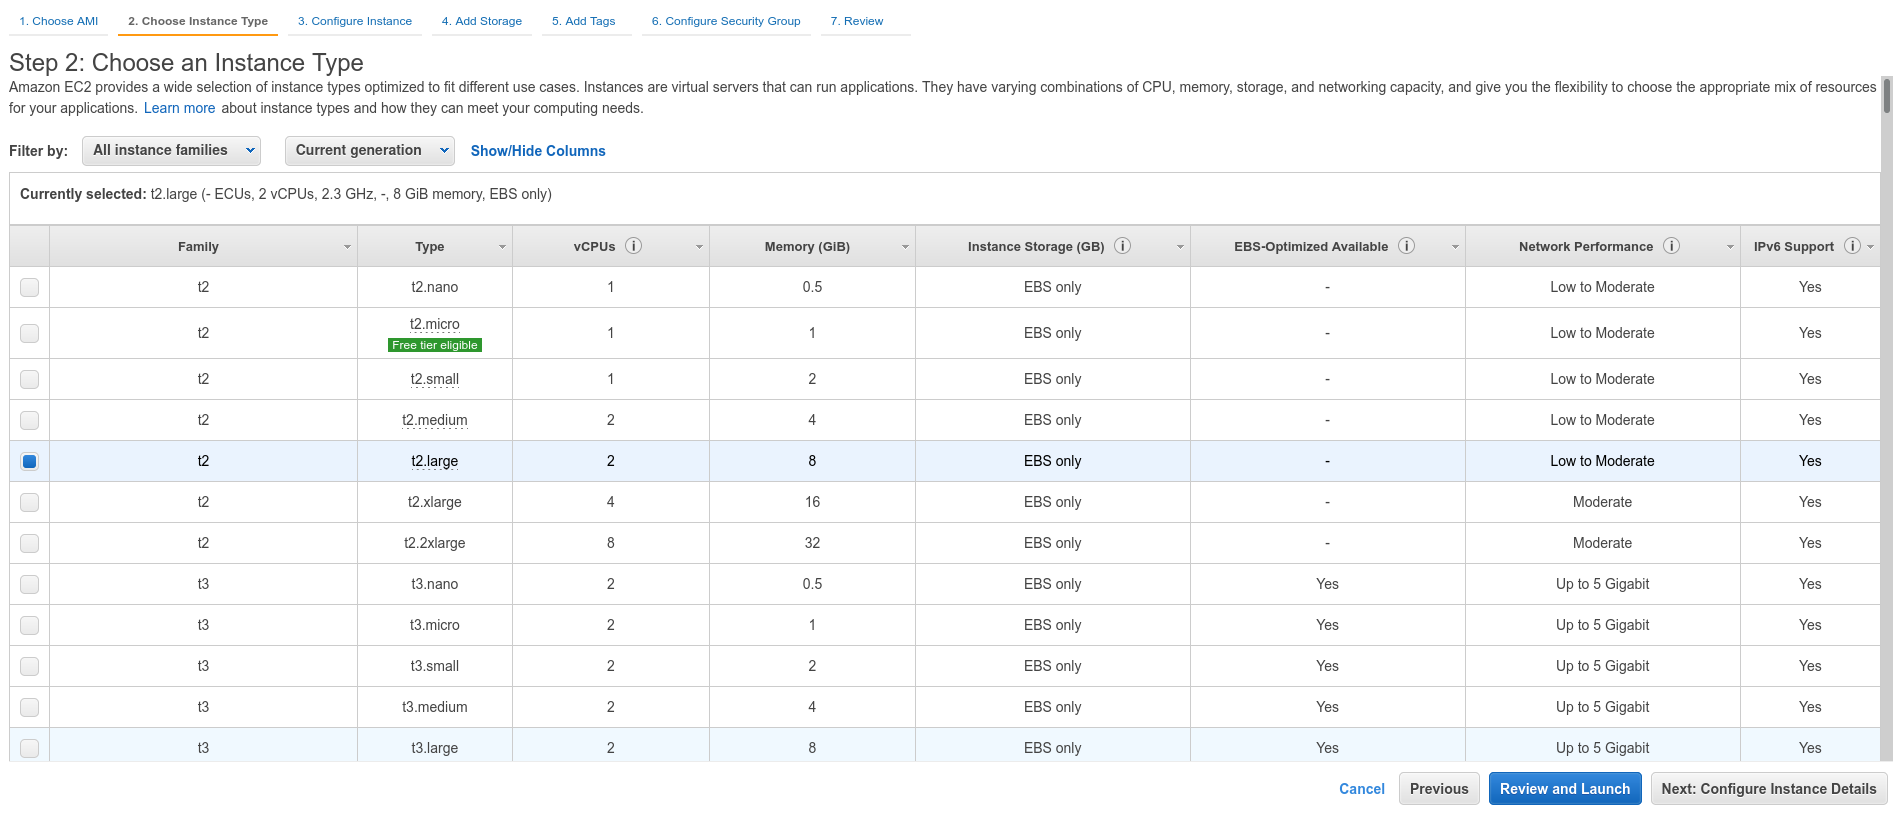 1. Choose AMI 2. Choose Instance Type 3. Configure Instance 4. Add Storage 5. Add Tags 6. Configure Security Group 7. Review
Step 2: Choose an Instance Type
Amazon EC2 provides a wide selection of instance types optimized to fit different use cases. Instances are virtual servers that can run applications. They have varying combinations of CPU, memory, storage, and networking capacity, and give you the flexibility to choose the appropriate mix of resources
for your applications. Learn more about instance types and how they can meet your computing needs.
Filter by: All instance families Current generation Show/Hide Columns
Currently selected: t2.large (- ECUs, 2 vCPUs, 2.3 GHz, -, 8 GiB memory, EBS only)
Family Type vCPUs i Memory (GiB) Instance Storage (GB) i EBS-Optimized Available i Network Performance i IPv6 Support i
t2 t2.nano 1 0.5 EBS only - Low to Moderate Yes
t2 t2.micro 1 1 EBS only - Low to Moderate Yes
Free tier eligible
t2 t2.small 1 2 EBS only - Low to Moderate Yes
t2 t2.medium 2 4 EBS only - Low to Moderate Yes
t2 t2.large 2 8 EBS only - Low to Moderate Yes
t2 t2.xlarge 4 16 EBS only - Moderate Yes
t2 t2.2xlarge 8 32 EBS only - Moderate Yes
t3 t3.nano 2 0.5 EBS only Yes Up to 5 Gigabit Yes
t3 t3.micro 2 1 EBS only Yes Up to 5 Gigabit Yes
t3 t3.small 2 2 EBS only Yes Up to 5 Gigabit Yes
t3 t3.medium 2 4 EBS only Yes Up to 5 Gigabit Yes
t3 t3.large 2 8 EBS only Yes Up to 5 Gigabit Yes
Cancel Previous Review and Launch Next: Configure Instance Details